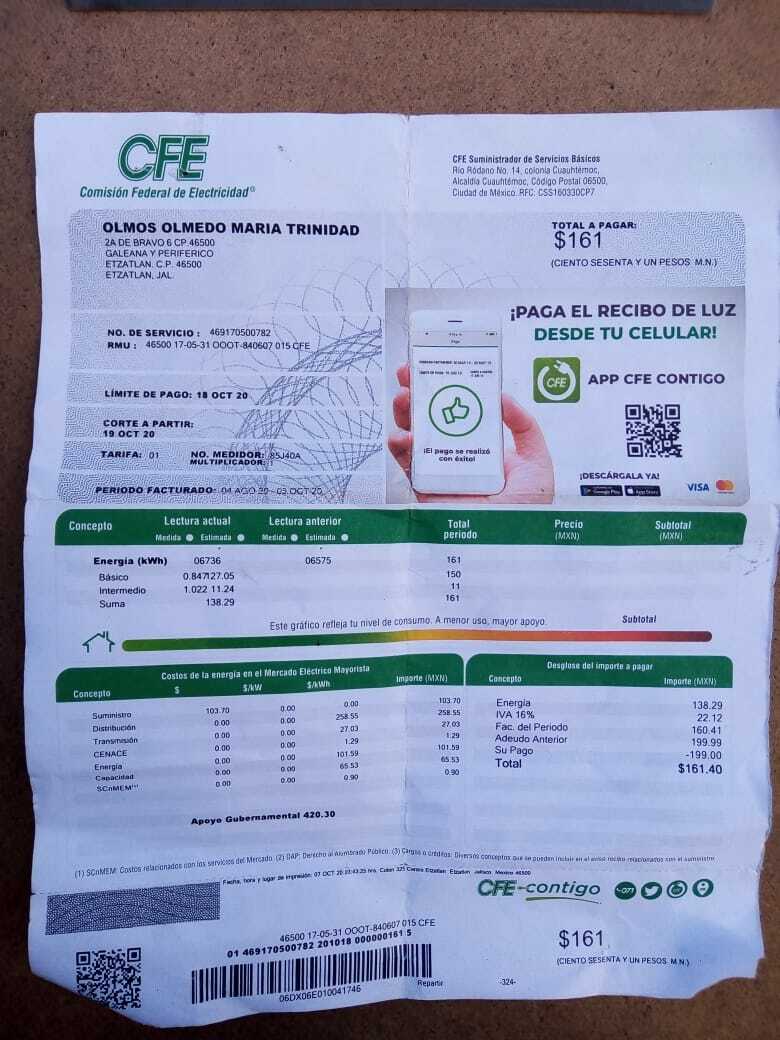 CFE
Comisión Federal de Electricidad®
CFE Suministrador de Servicios Básicos
Río Ródano No. 14, colonia Cuauhtémoc,
Alcaldía Cuauhtémoc, Código Postal 06500,
Ciudad de México. RFC. CSS160330CP7
OLMOS OLMEDO MARIA TRINIDAD
2A DE BRAVO 6 CP.46500
GALEANA Y PERIFERICO
ETZATLAN. C.P. 46500
ETZATLAN, JAL.
TOTAL A PAGAR:
$161
(CIENTO SESENTA Y UN PESOS M.N.)
NO. DE SERVICIO : 469170500782
RMU : 46500 17-05-31 OOOT-840607 015 CFE
LÍMITE DE PAGO: 18 OCT 20
CORTE A PARTIR:
19 OCT 20
TARIFA: 01 NO. MEDIDOR: 85J40A
MULTIPLICADOR: 1
PERIODO FACTURADO: 04 AGO 20 - 05 OCT 20
¡PAGA EL RECIBO DE LUZ
DESDE TU CELULAR!
CFE
APP CFE CONTIGO
¡El pago se realizó
con éxito!
¡DESCÁRGALA YA!
Google Play
App Store
VISA
Concepto Lectura actual Lectura anterior Total periodo Precio (MXN) Subtotal (MXN)
Medida Estimada Medida Estimada
Energía (kWh) 06736 06575 161
Básico 0.847127.05 150
Intermedio 1.022 11.24 11
Suma 138.29 161
Este gráfico refleja tu nivel de consumo. A menor uso, mayor apoyo.
Subtotal
Costos de la energía en el Mercado Eléctrico Mayorista
Concepto $ $/kW $/kWh Importe (MXN)
Suministro 103.70 0.00 0.00 103.70
Distribución 0.00 0.00 258.55 258.55
Transmisión 0.00 0.00 27.03 27.03
CENACE 0.00 0.00 1.29 1.29
Energía 0.00 0.00 101.59 101.59
Capacidad 0.00 0.00 65.53 65.53
SCnMEM 0.00 0.00 0.90 0.90
Apoyo Gubernamental 420.30
Desglose del importe a pagar
Concepto Importe (MXN)
Energía 138.29
IVA 16% 22.12
Fac. del Periodo 160.41
Adeudo Anterior 199.99
Su Pago -199.00
Total $161.40
(1) SCnMEM: Costos relacionados con los servicios del Mercado. (2) DAP: Derecho al Alumbrado Público. (3) Cargos o créditos: Diversos conceptos que se pueden incluir en el aviso recibo relacionados con el suministro
Fecha, hora y lugar de impresión: 07 OCT 20 03:43:25 hrs. Colon 325 Centro Etzatlan Etzatlan Jalisco Mexico 46500
CFE-contigo
071
46500 17-05-31 OOOT-840607 015 CFE
01 469170500782 201018 000000161 5
06DX06E010041746
Repartir
-324-
$161
(CIENTO SESENTA Y UN PESOS M.N.)